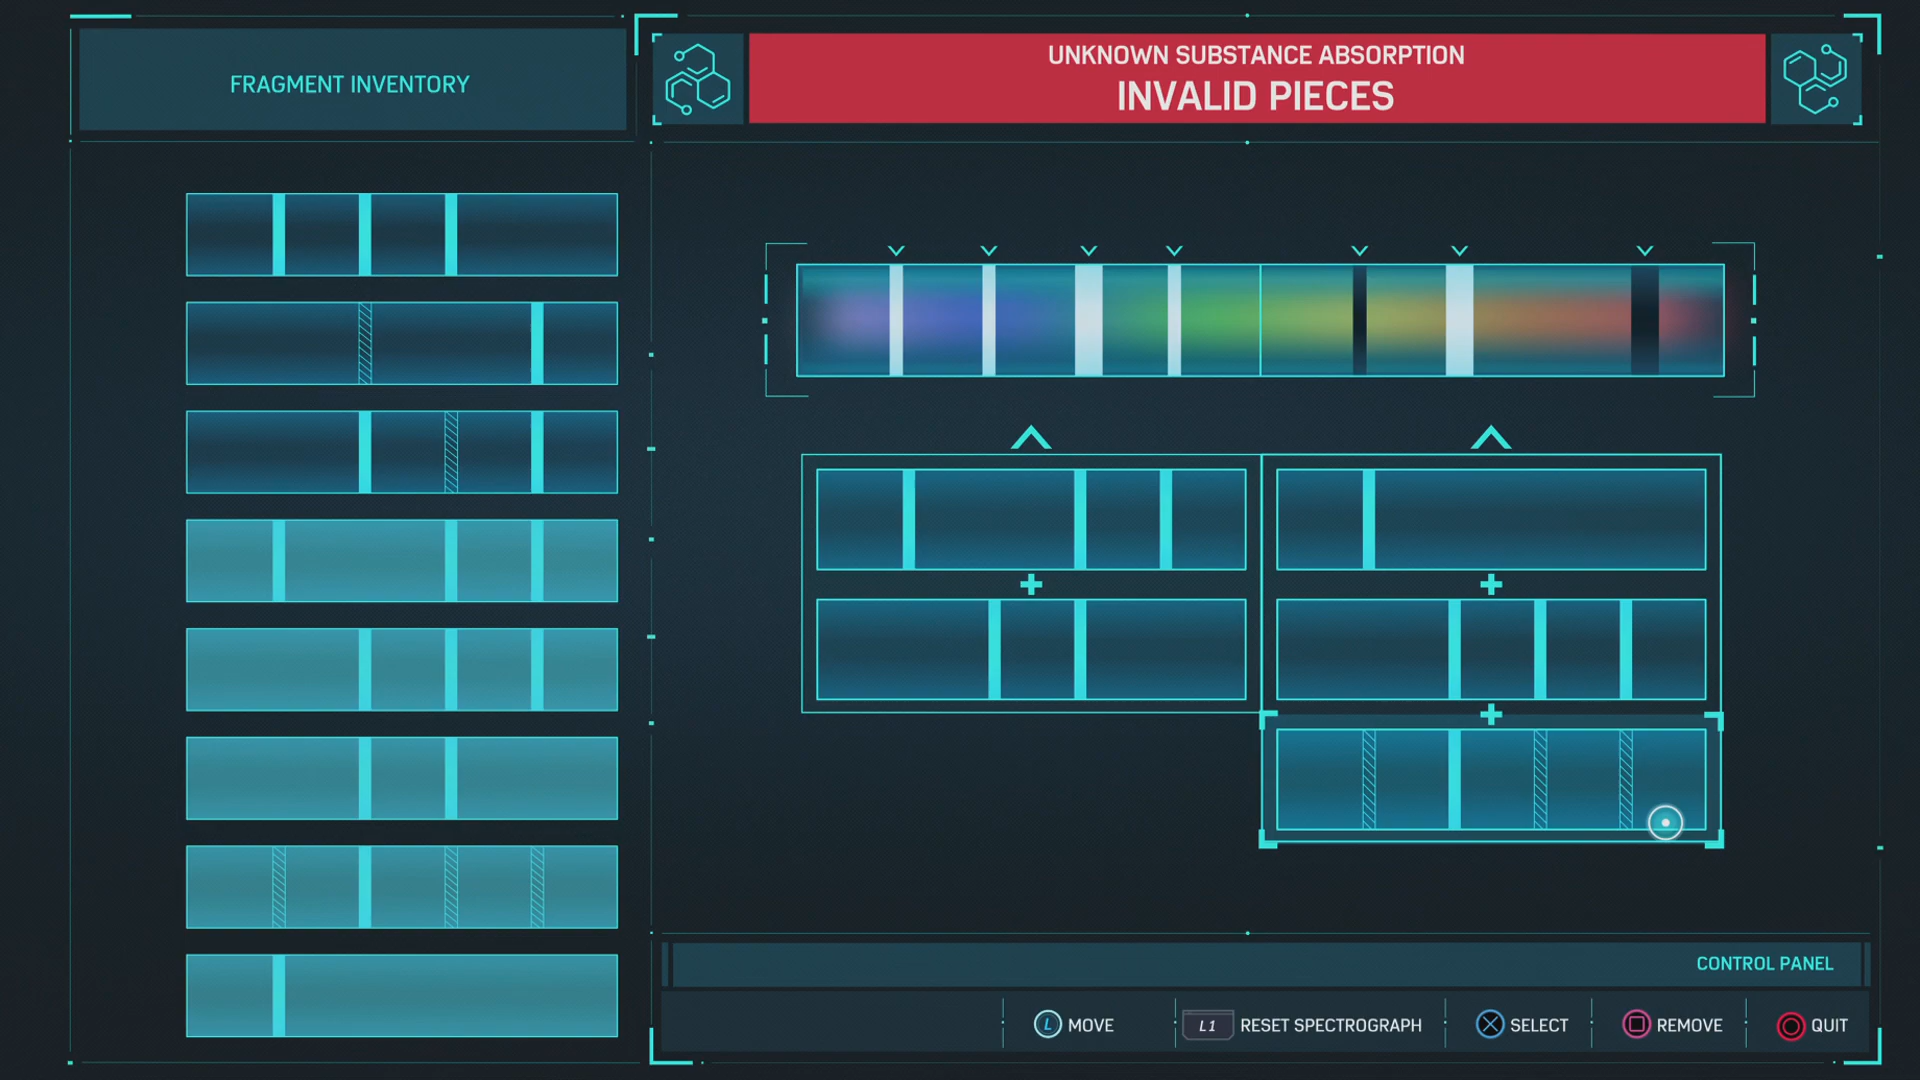 FRAGMENT INVENTORY
UNKNOWN SUBSTANCE ABSORPTION
INVALID PIECES
CONTROL PANEL
L MOVE
L1 RESET SPECTROGRAPH
SELECT
REMOVE
QUIT